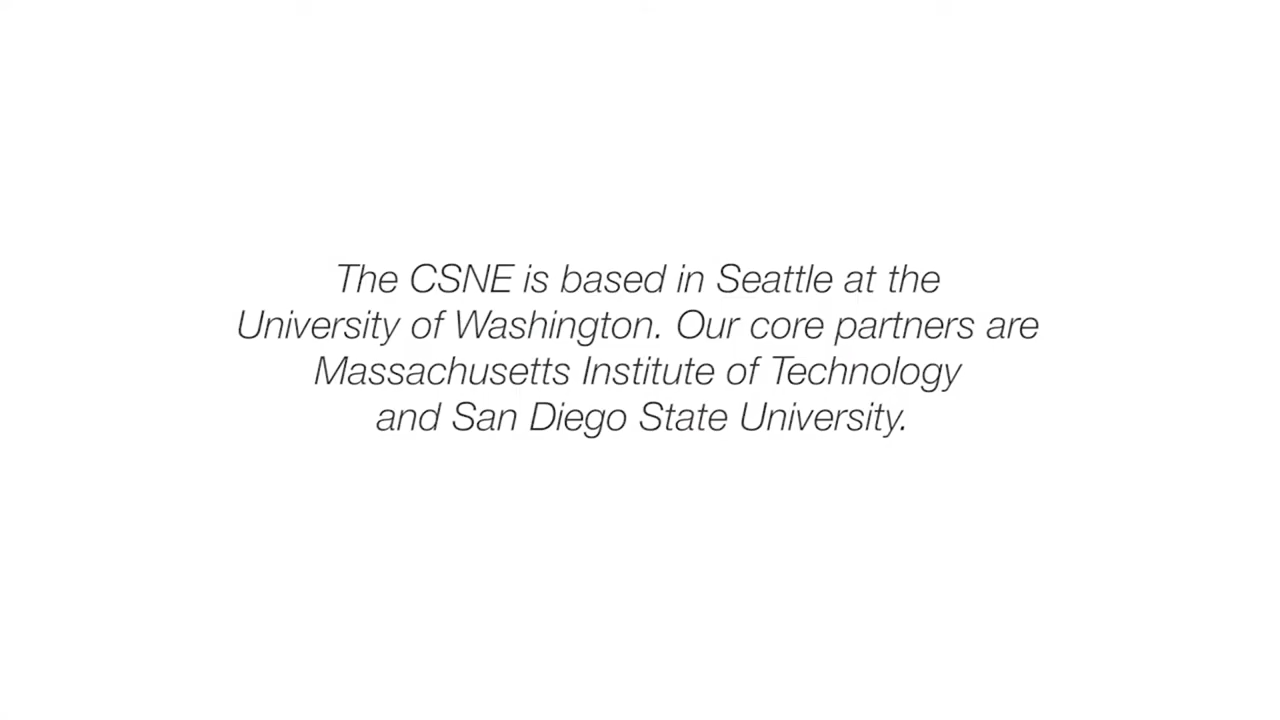 The CSNE is based in Seattle at the
University of Washington. Our core partners are
Massachusetts Institute of Technology
and San Diego State University.